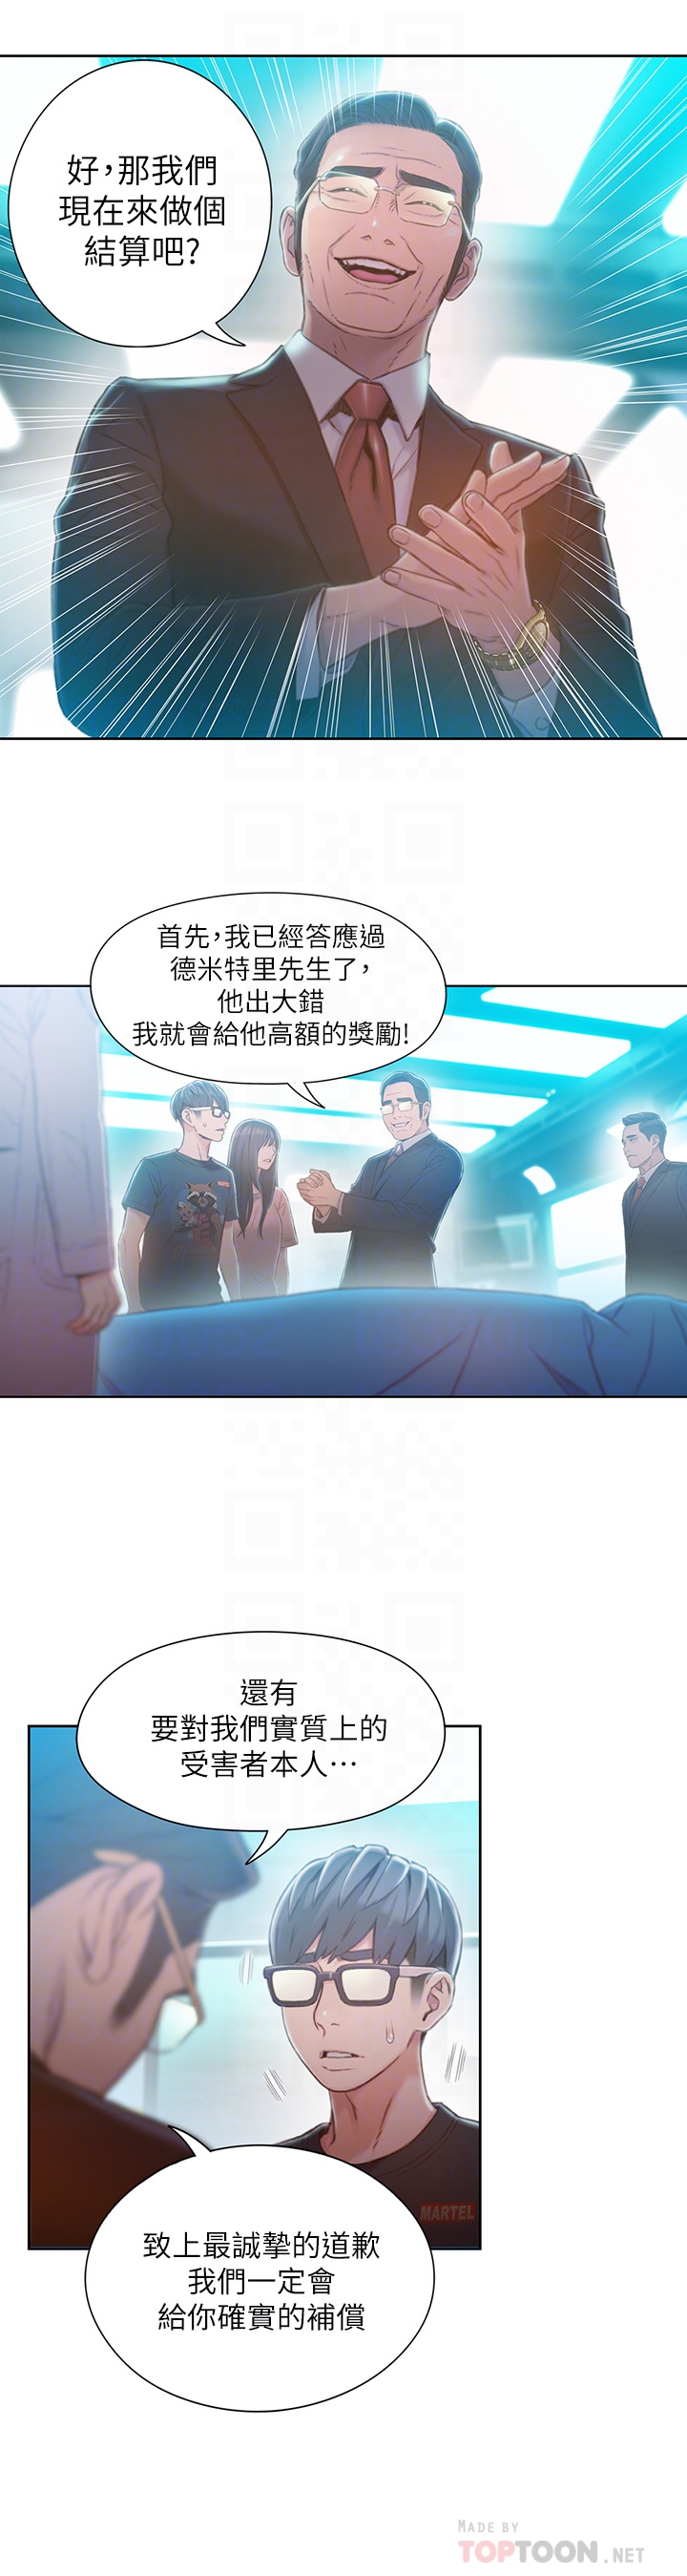 好,那我們
現在來做個
結算吧?
首先,我已經答應過
德米特里先生了,
他出大錯
我就會給他高額的獎勵!
還有
要對我們實質上的
受害者本人…
MARTEL
致上最誠摯的道歉
我們一定會
給你確實的補償
MADE BY
TOPTOON.NET